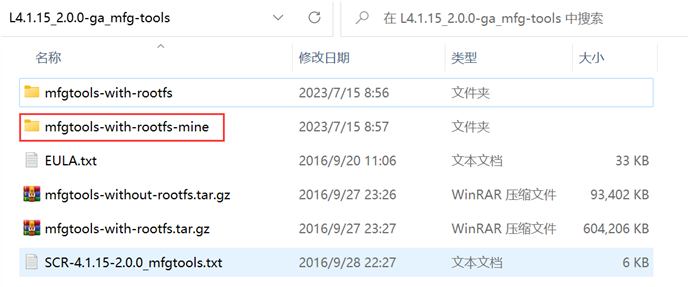 L4.1.15_2.0.0-ga_mfg-tools 在 L4.1.15_2.0.0-ga_mfg-tools 中搜索
名称 修改日期 类型 大小
mfgtools-with-rootfs 2023/7/15 8:56 文件夹
mfgtools-with-rootfs-mine 2023/7/15 8:57 文件夹
EULA.txt 2016/9/20 11:06 文本文档 33 KB
mfgtools-without-rootfs.tar.gz 2016/9/27 23:26 WinRAR 压缩文件 93,402 KB
mfgtools-with-rootfs.tar.gz 2016/9/27 23:27 WinRAR 压缩文件 604,206 KB
SCR-4.1.15-2.0.0_mfgtools.txt 2016/9/28 22:27 文本文档 6 KB